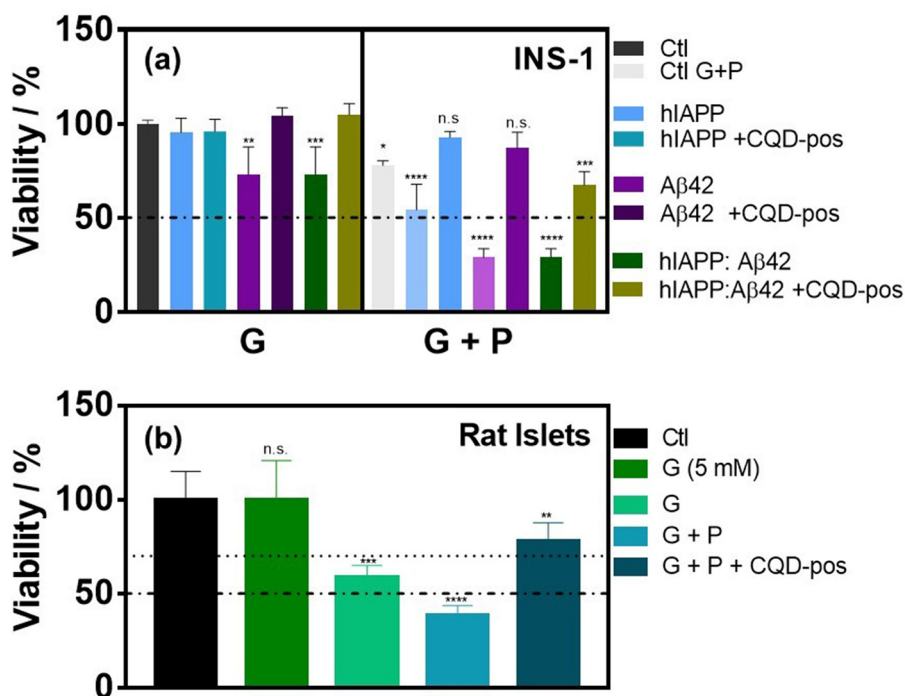 150
(a)
INS-1
100
50
0
Viability / %
**
***
*
****
n.s
****
n.s.
****
***
G
G + P
Ctl
Ctl G+P
hIAPP
hIAPP +CQD-pos
Aβ42
Aβ42 +CQD-pos
hIAPP: Aβ42
hIAPP:Aβ42 +CQD-pos
150
(b)
Rat Islets
100
50
0
Viability / %
n.s.
***
****
**
Ctl
G (5 mM)
G
G + P
G + P + CQD-pos